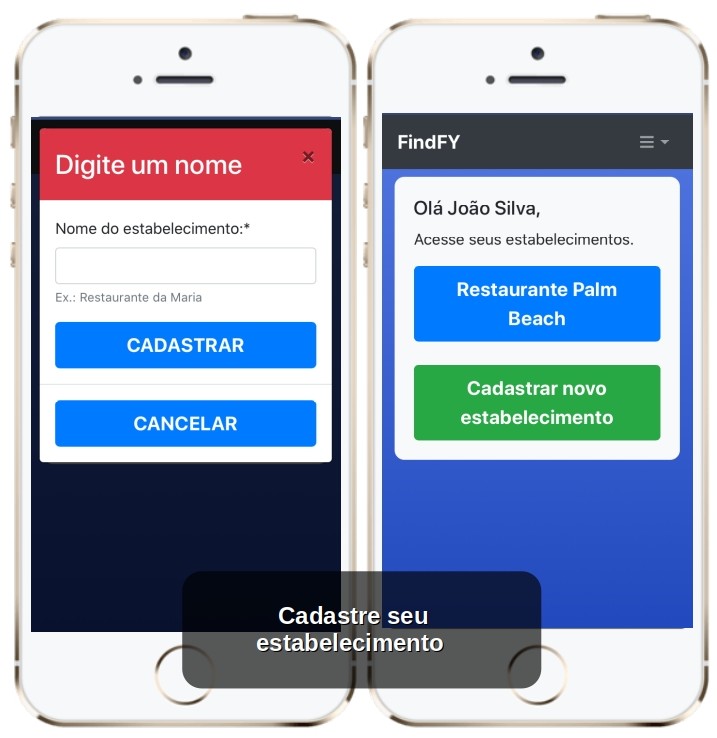 Digite um nome ×
Nome do estabelecimento:*
Ex.: Restaurante da Maria
CADASTRAR
CANCELAR
FindFY
Olá João Silva,
Acesse seus estabelecimentos.
Restaurante Palm
Beach
Cadastrar novo
estabelecimento
Cadastre seu
estabelecimento